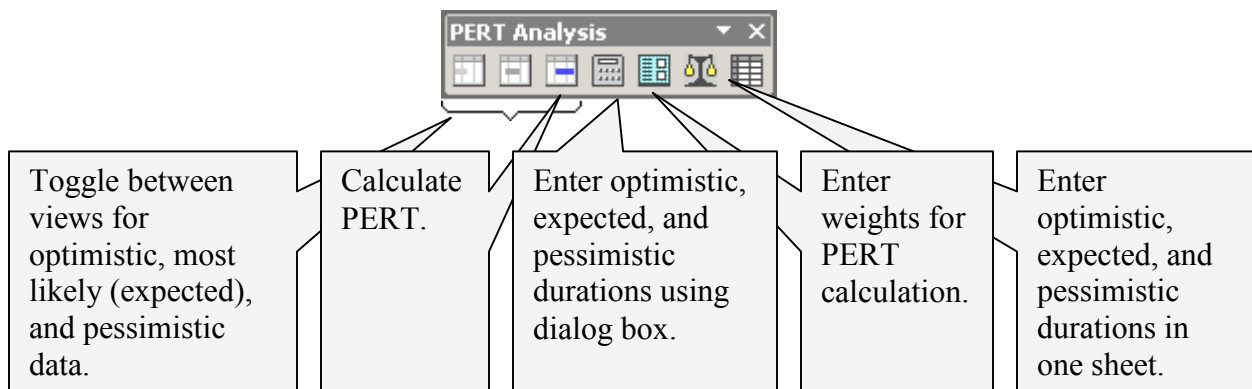 PERT Analysis
Toggle between
views for
optimistic, most
likely (expected),
and pessimistic
data.
Calculate
PERT.
Enter optimistic,
expected, and
pessimistic
durations using
dialog box.
Enter
weights for
PERT
calculation.
Enter
optimistic,
expected, and
pessimistic
durations in
one sheet.